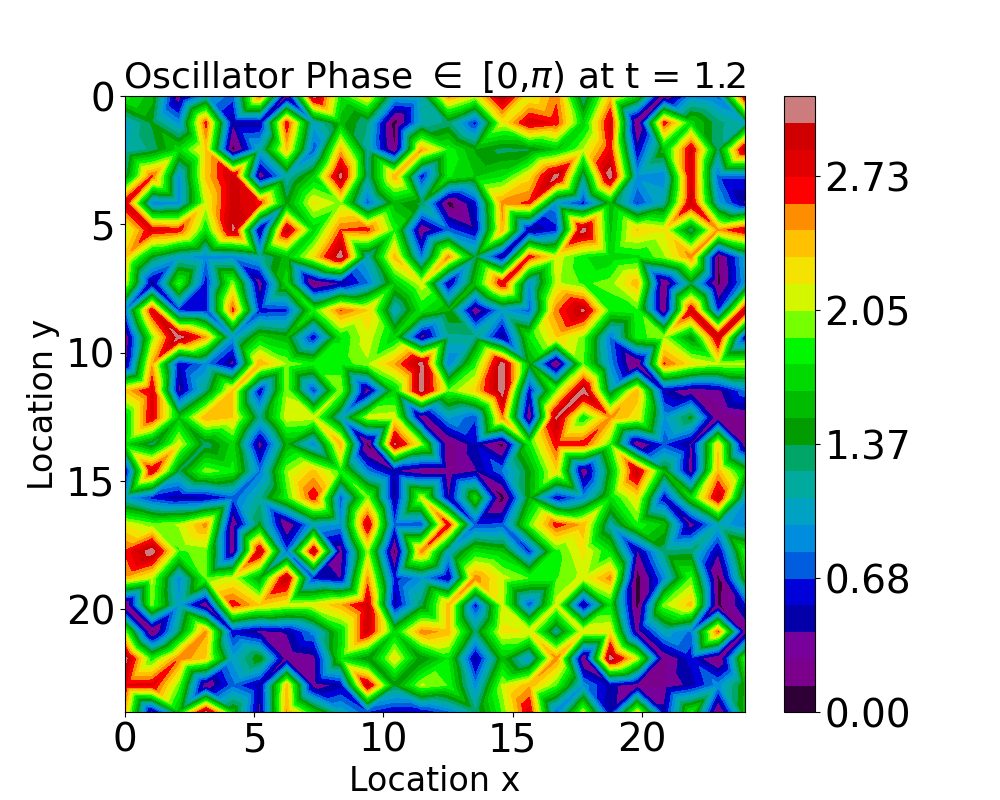 Oscillator Phase ∈ [0,π) at t = 1.2
0
5
10
15
20
Location y
0 5 10 15 20
Location x
2.73
2.05
1.37
0.68
0.00